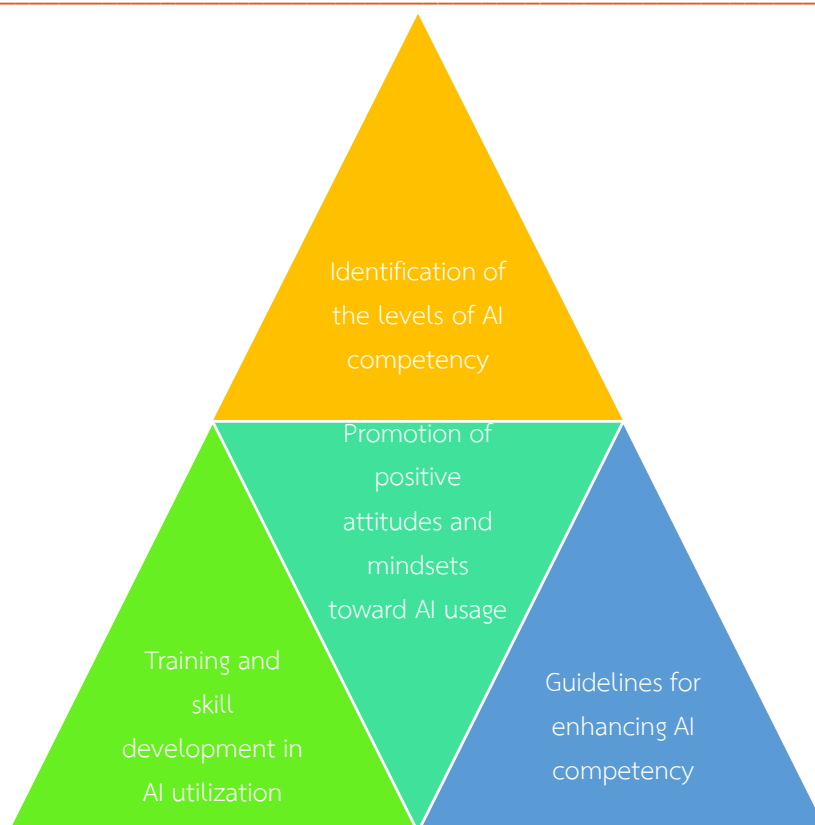 Identification of
the levels of AI
competency
Promotion of
positive
attitudes and
mindsets
toward AI usage
Training and
skill
development in
AI utilization
Guidelines for
enhancing AI
competency